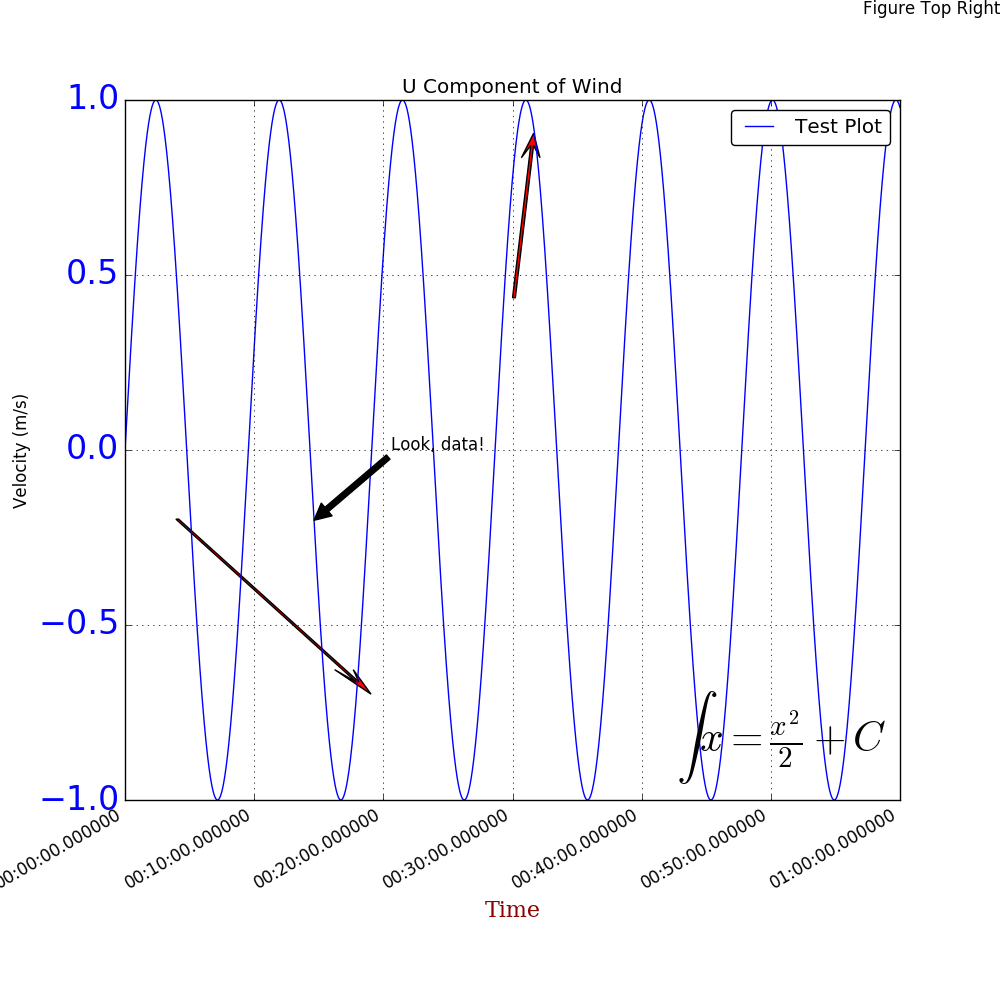 Figure Top Right
U Component of Wind
1.0
Test Plot
0.5
Velocity (m/s)
0.0
Look, data!
−0.5
∫x = x²/2 + C
−1.0
00:00:00.000000
00:10:00.000000
00:20:00.000000
00:30:00.000000
00:40:00.000000
00:50:00.000000
01:00:00.000000
Time